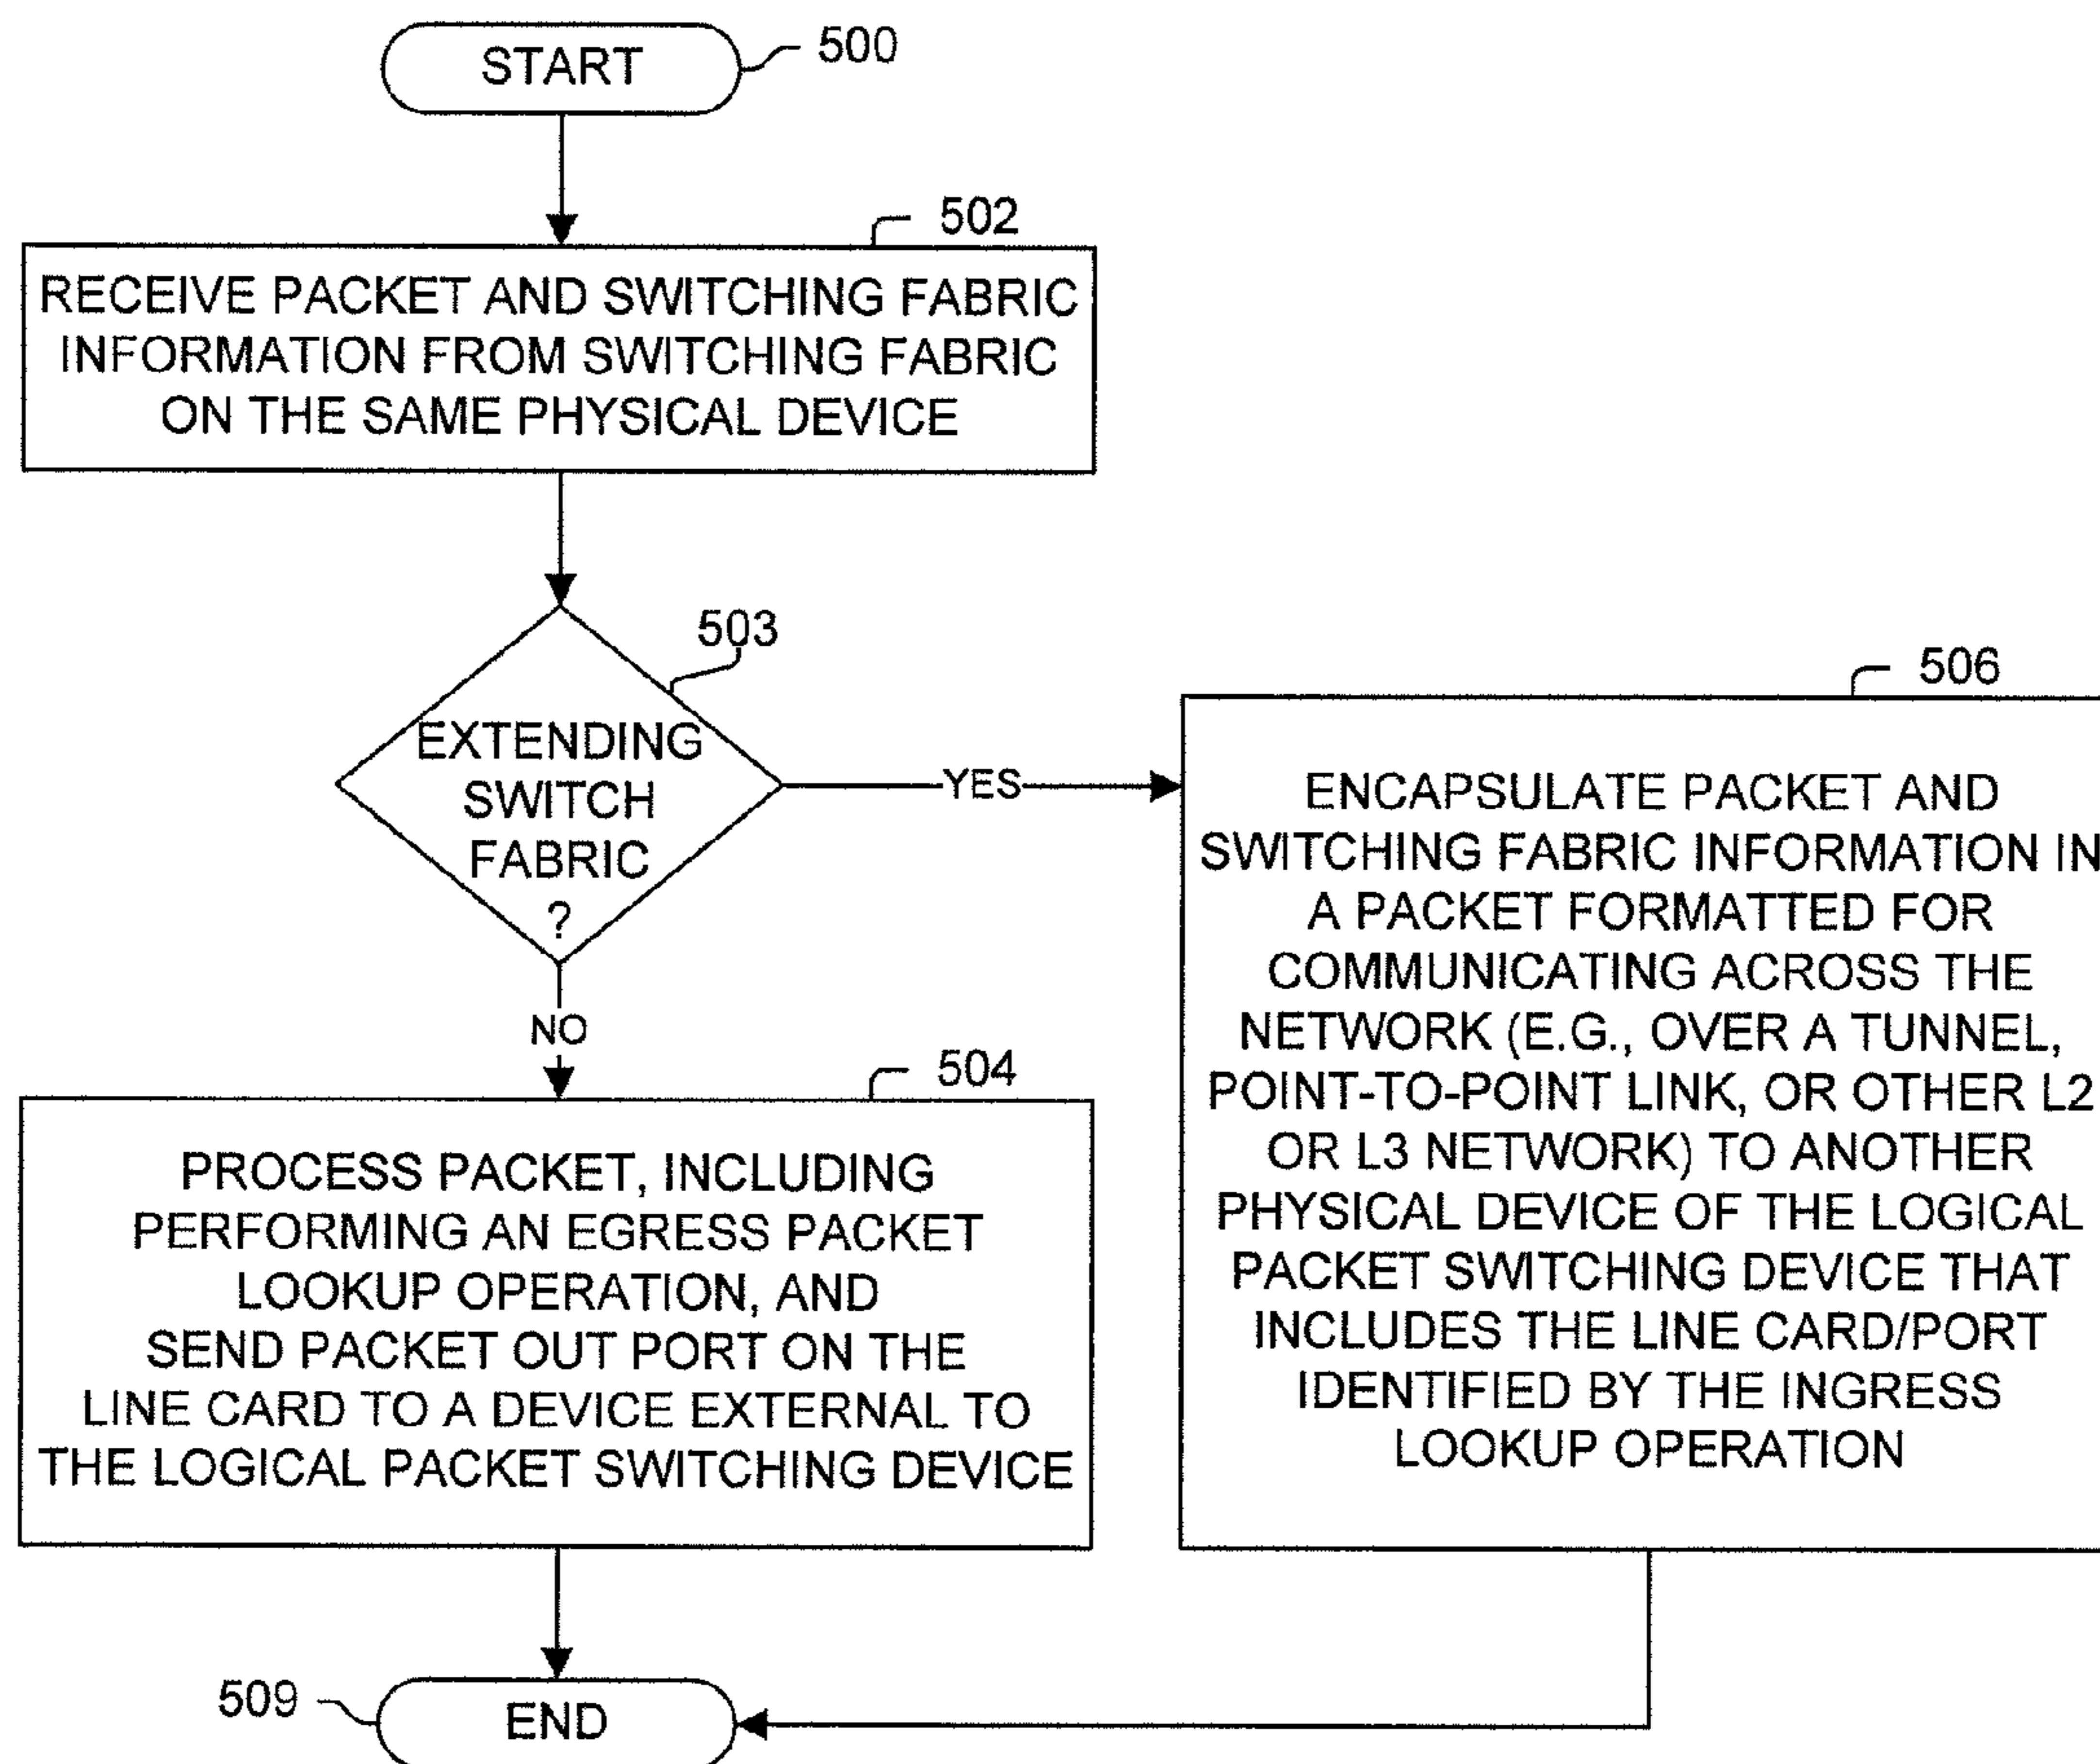 START
500
502
RECEIVE PACKET AND SWITCHING FABRIC
INFORMATION FROM SWITCHING FABRIC
ON THE SAME PHYSICAL DEVICE
503
EXTENDING
SWITCH
FABRIC
?
YES
NO
506
ENCAPSULATE PACKET AND
SWITCHING FABRIC INFORMATION IN
A PACKET FORMATTED FOR
COMMUNICATING ACROSS THE
NETWORK (E.G., OVER A TUNNEL,
POINT-TO-POINT LINK, OR OTHER L2
OR L3 NETWORK) TO ANOTHER
PHYSICAL DEVICE OF THE LOGICAL
PACKET SWITCHING DEVICE THAT
INCLUDES THE LINE CARD/PORT
IDENTIFIED BY THE INGRESS
LOOKUP OPERATION
504
PROCESS PACKET, INCLUDING
PERFORMING AN EGRESS PACKET
LOOKUP OPERATION, AND
SEND PACKET OUT PORT ON THE
LINE CARD TO A DEVICE EXTERNAL TO
THE LOGICAL PACKET SWITCHING DEVICE
509
END